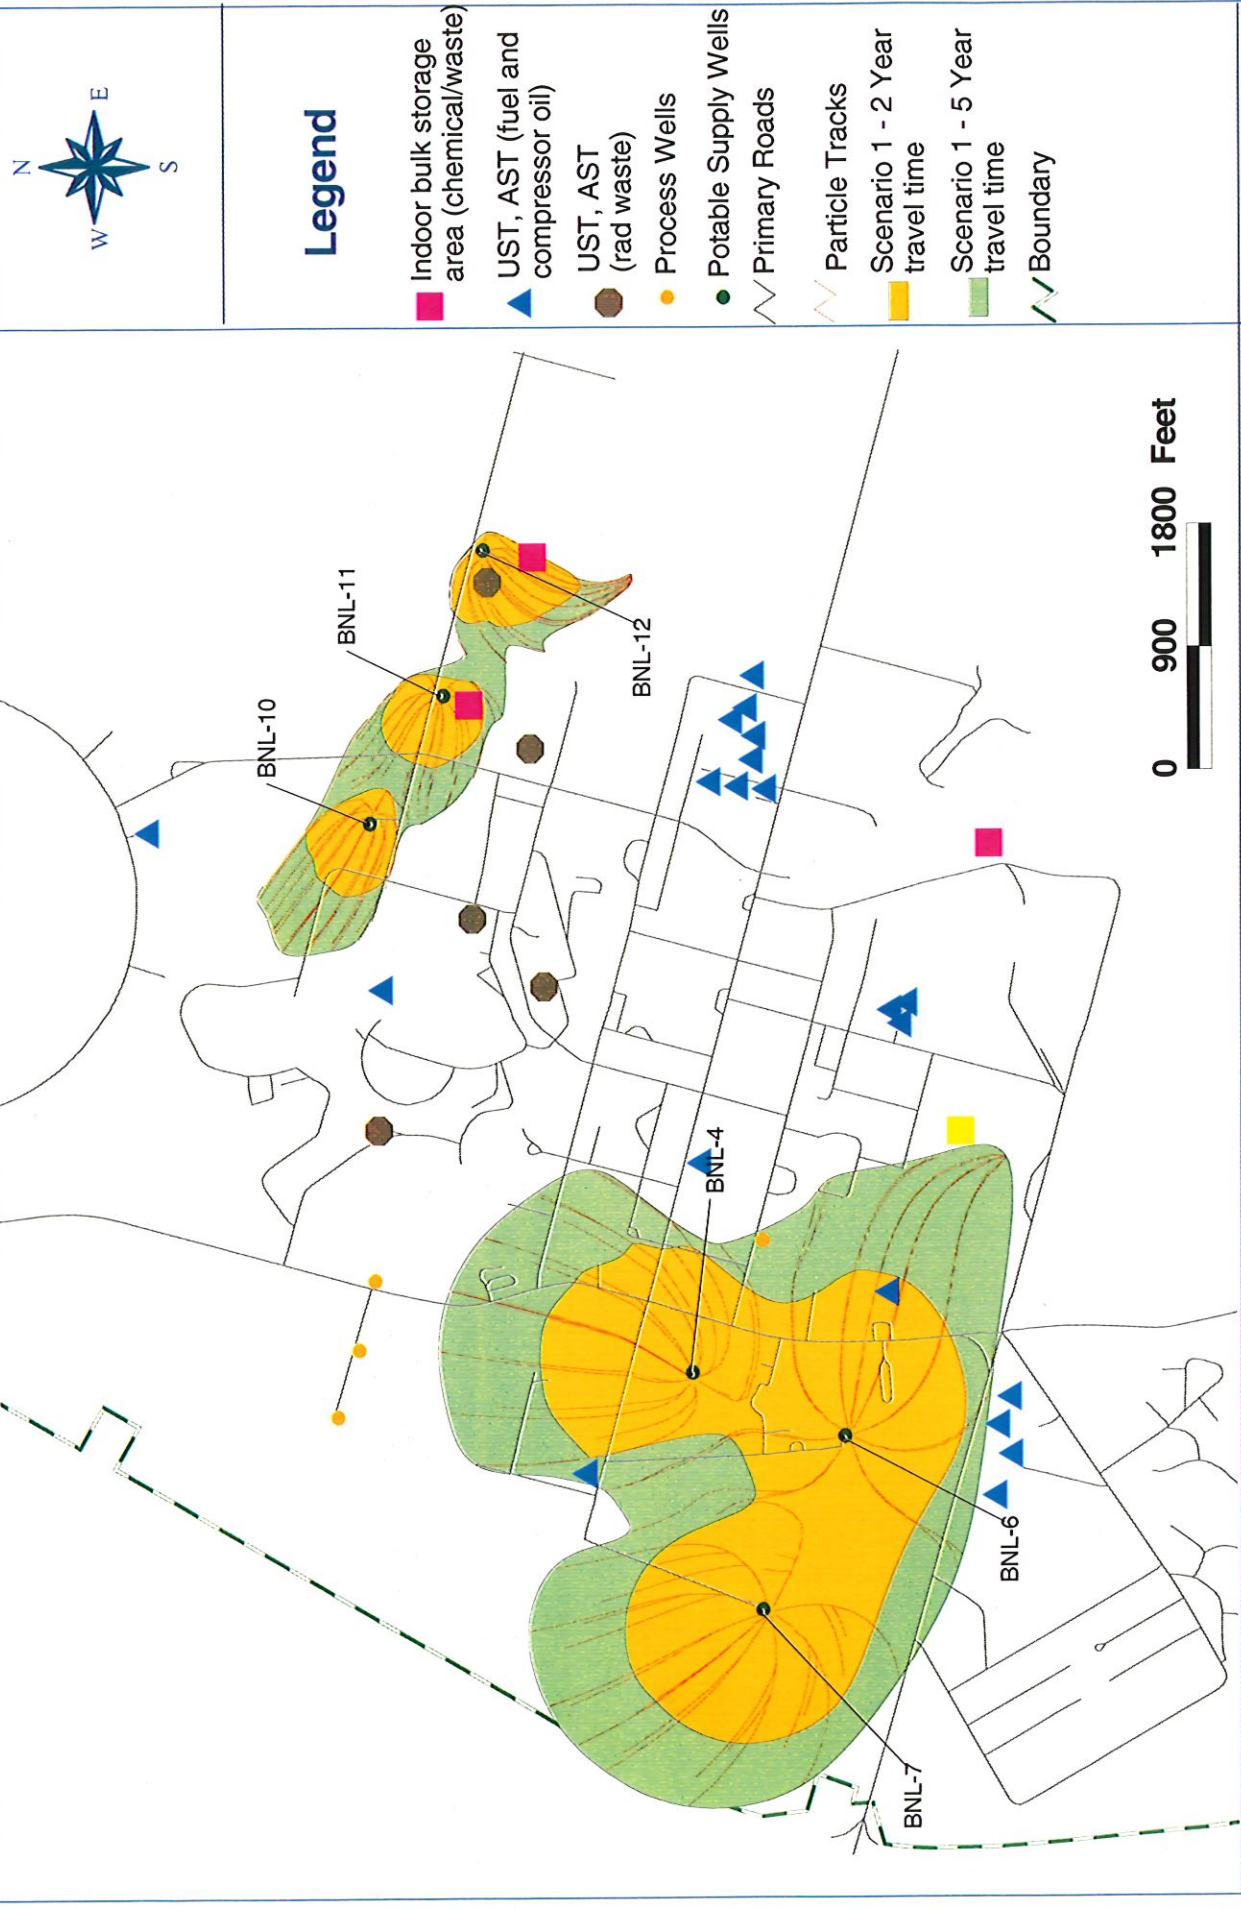 N
W
E
S
Legend
Indoor bulk storage
area (chemical/waste)
UST, AST (fuel and
compressor oil)
UST, AST
(rad waste)
Process Wells
Potable Supply Wells
Primary Roads
Particle Tracks
Scenario 1 - 2 Year
travel time
Scenario 1 - 5 Year
travel time
Boundary
BNL-11
BNL-10
BNL-12
BNL-4
BNL-6
BNL-7
0 900 1800 Feet